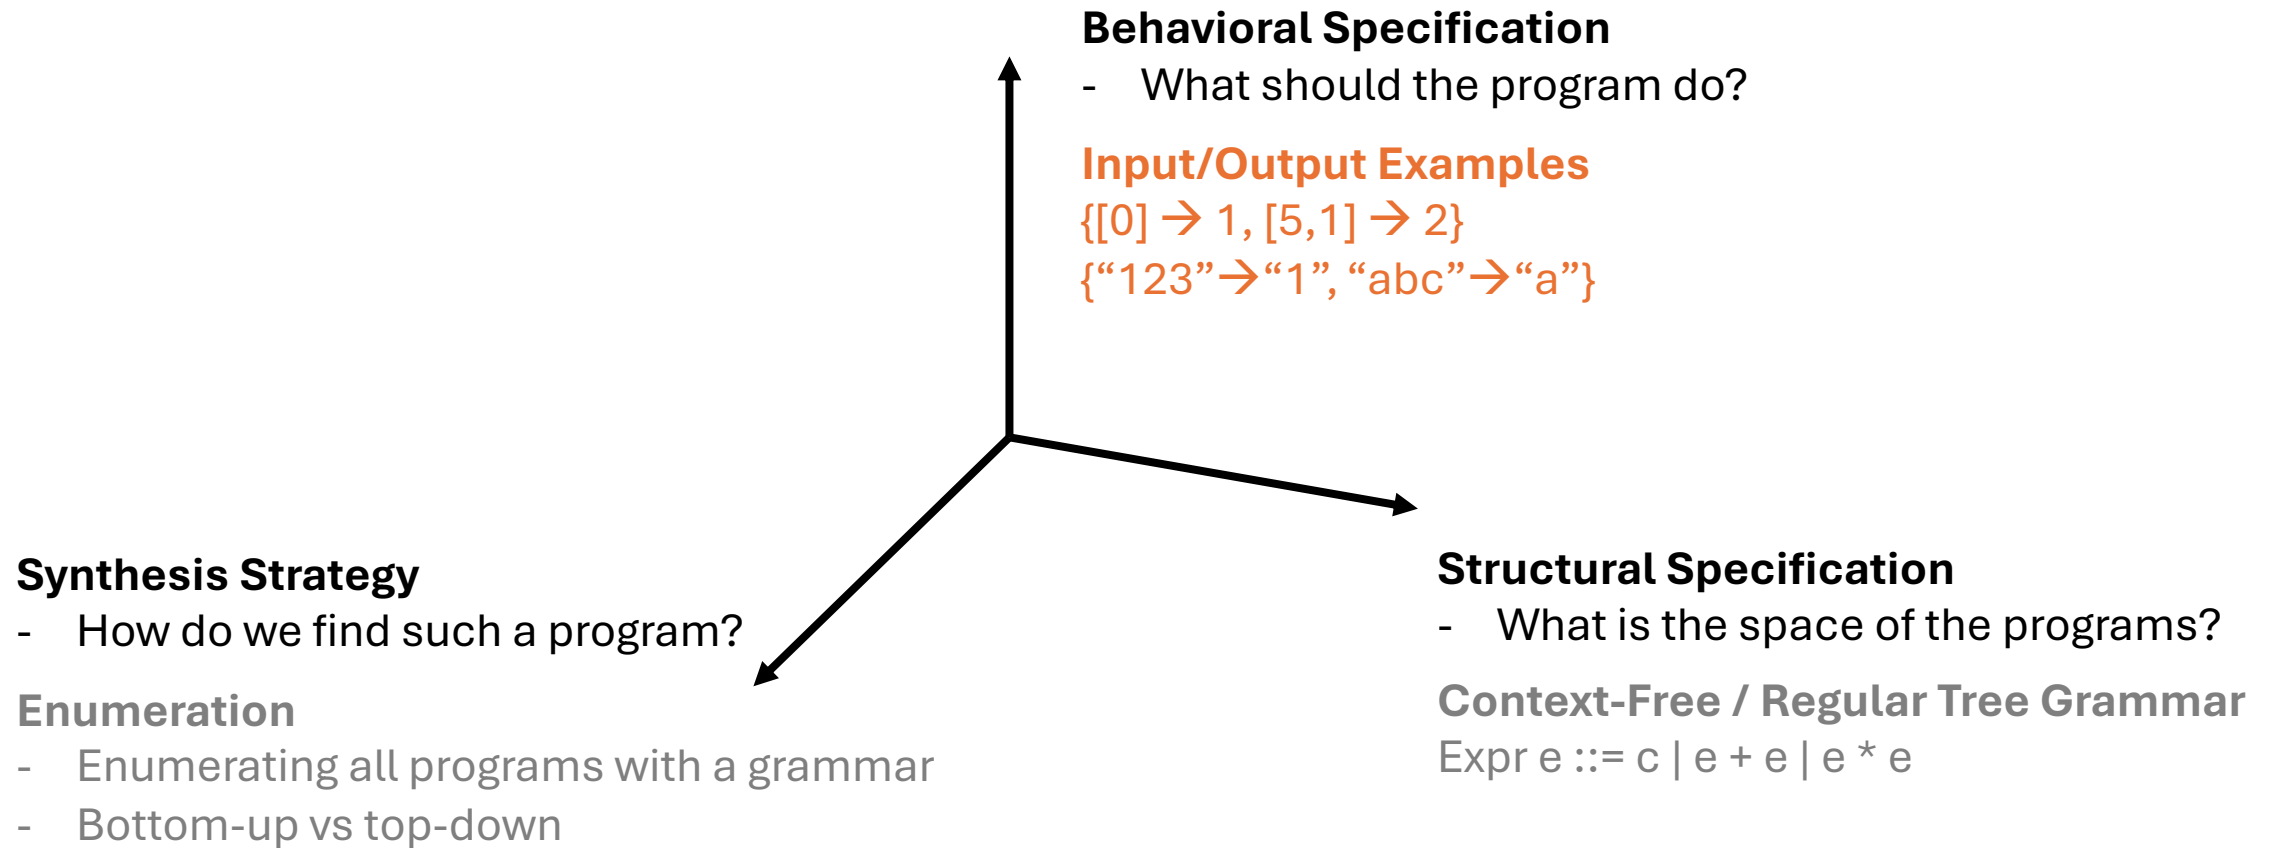 Behavioral Specification
- What should the program do?
Input/Output Examples
{[0] → 1, [5,1] → 2}
{“123”→“1”, “abc”→“a”}
Synthesis Strategy
- How do we find such a program?
Enumeration
- Enumerating all programs with a grammar
- Bottom-up vs top-down
Structural Specification
- What is the space of the programs?
Context-Free / Regular Tree Grammar
Expr e ::= c | e + e | e * e